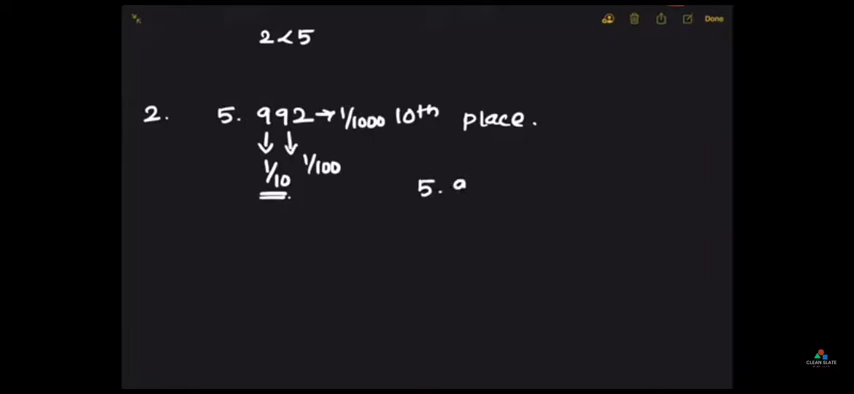 Done
2 < 5
2. 5. 992 → 1/1000 10th place.
1/10 1/100
5. 9
CLEAN SLATE